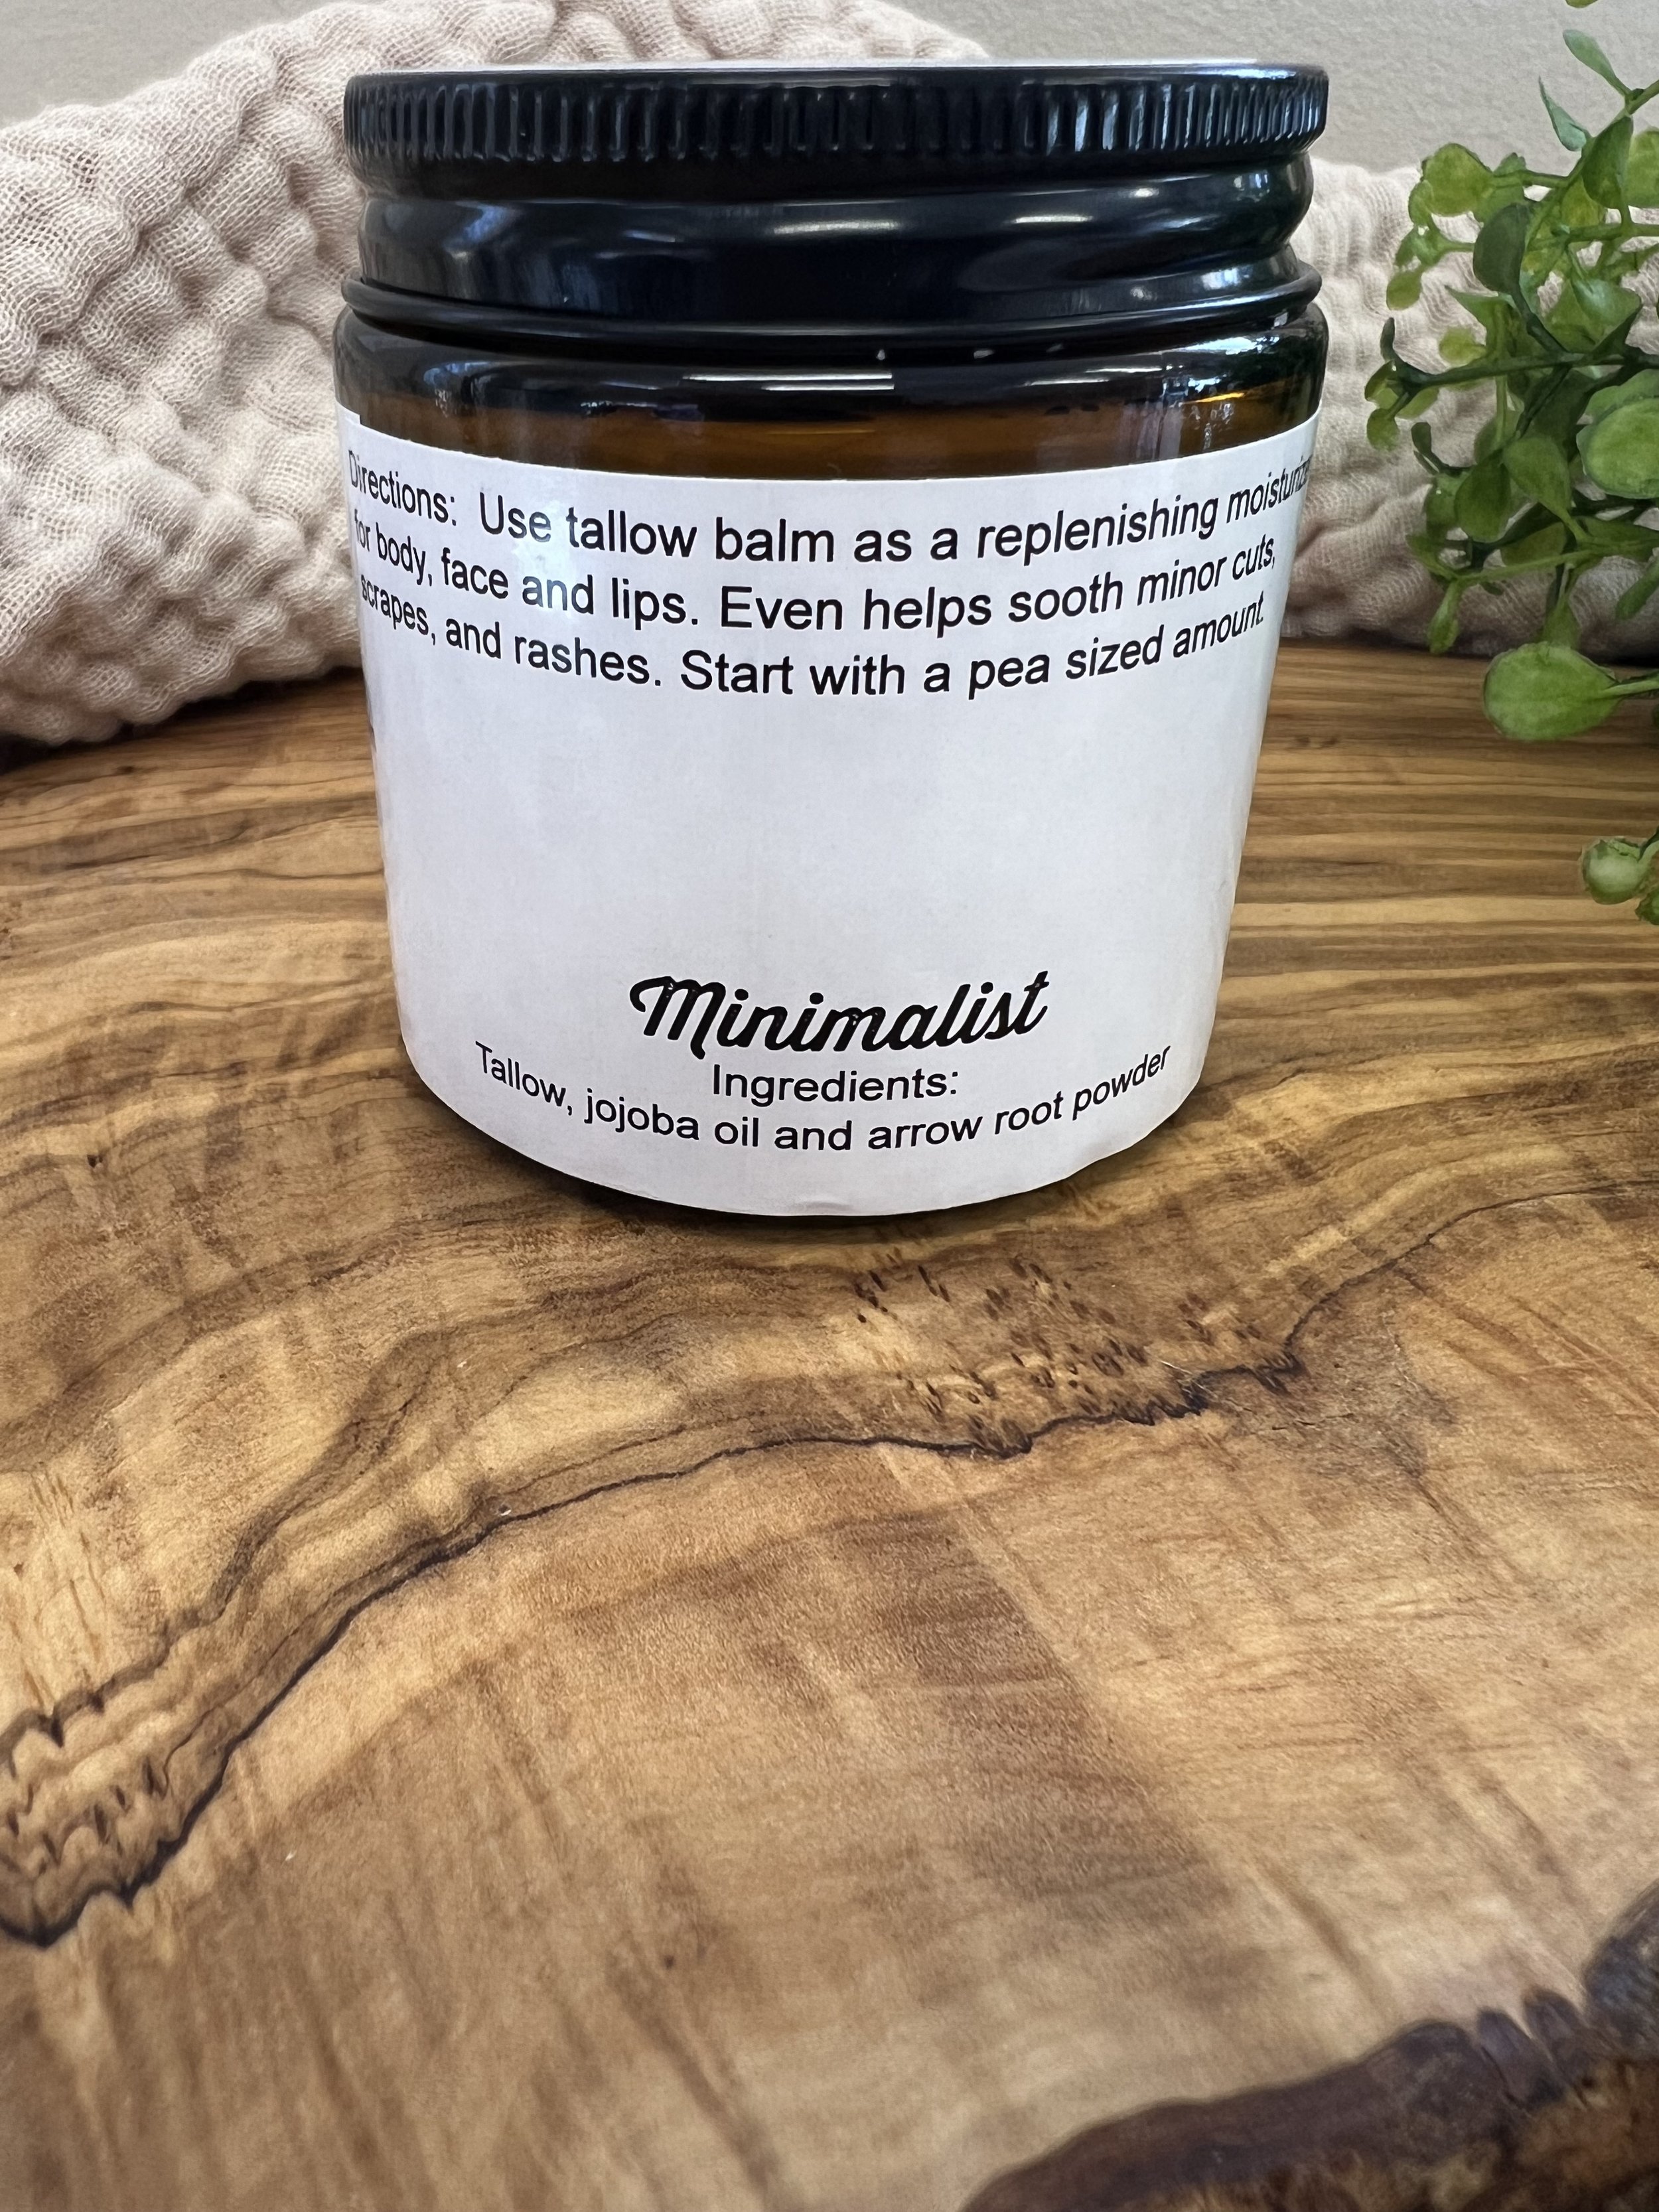 Directions: Use tallow balm as a replenishing moisturizer
for body, face and lips. Even helps sooth minor cuts,
scrapes, and rashes. Start with a pea sized amount.
Minimalist
Ingredients:
Tallow, jojoba oil and arrow root powder